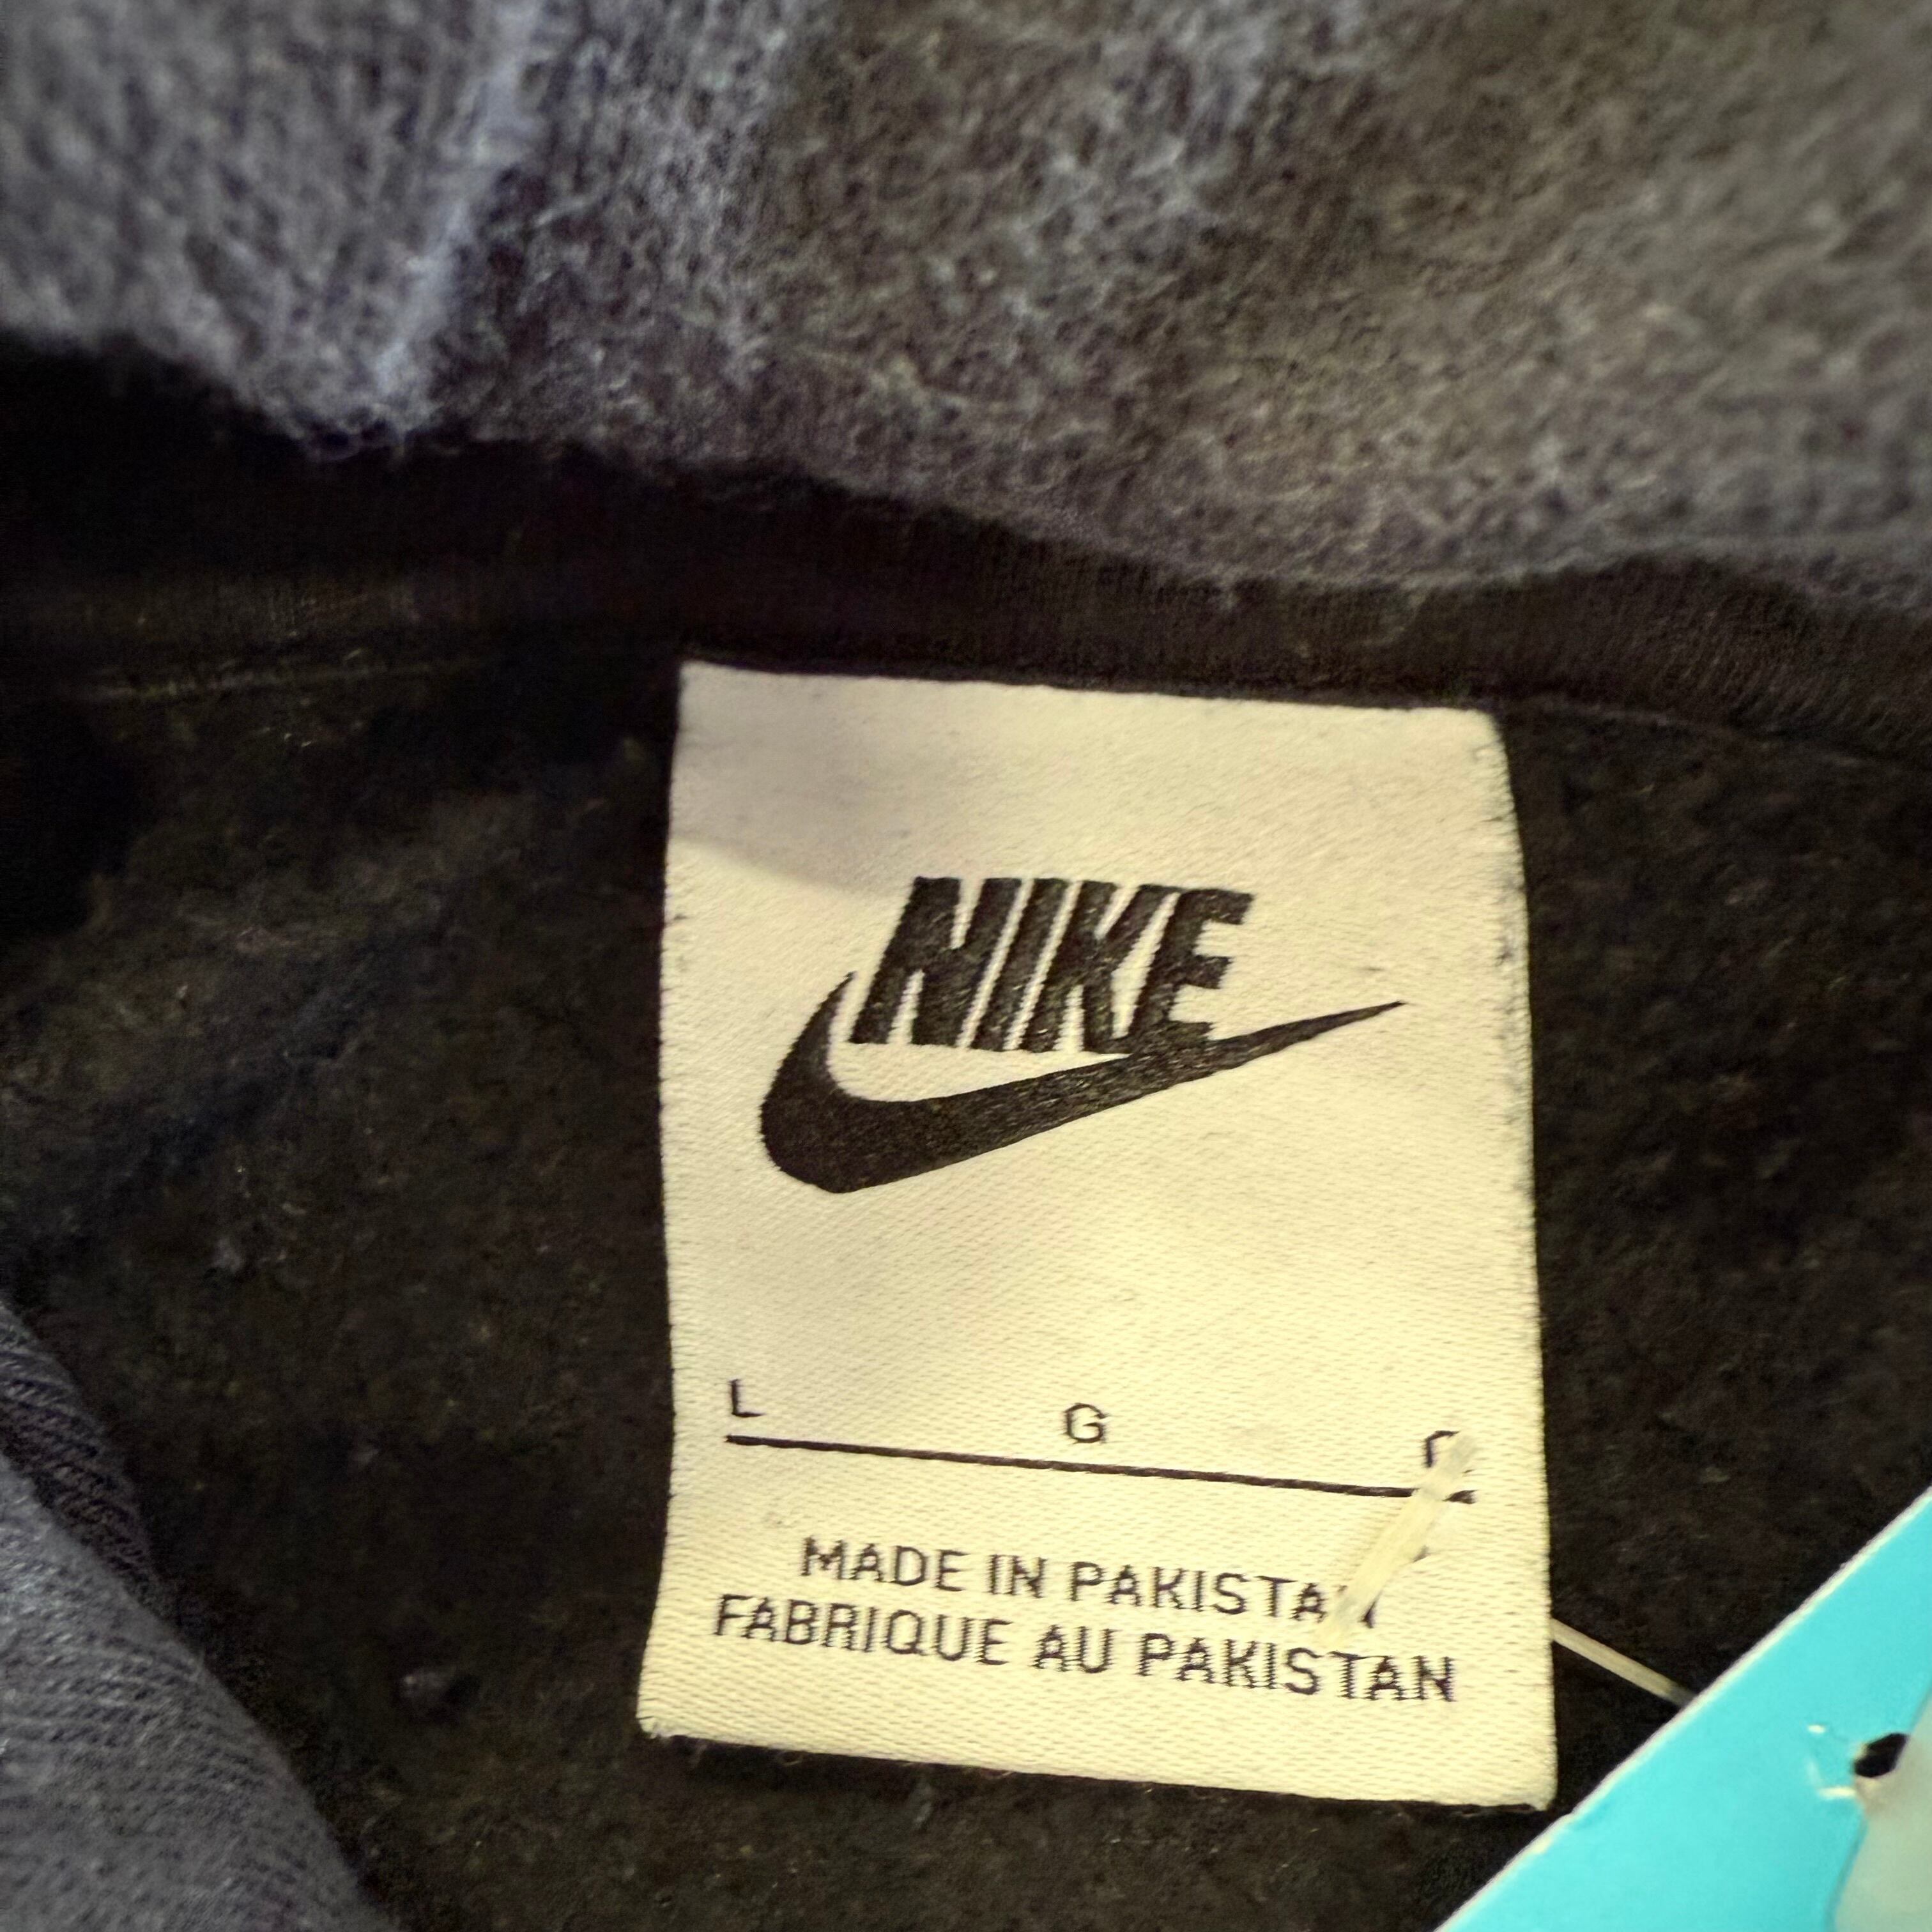 NIKE
L G G
MADE IN PAKISTAN
FABRIQUE AU PAKISTAN